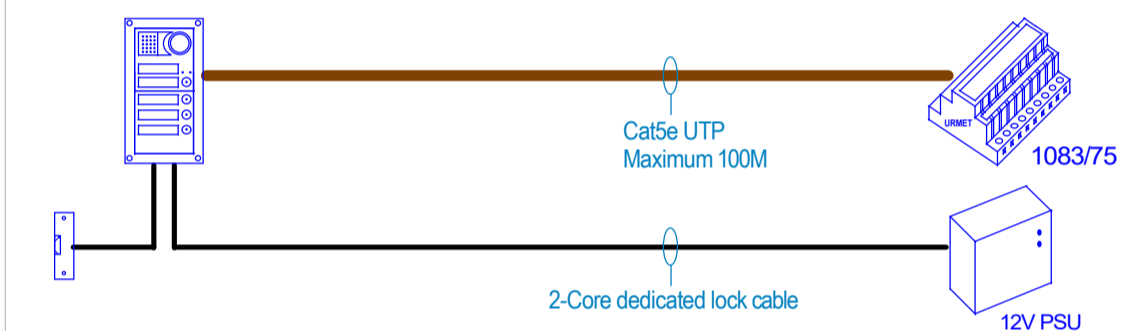 Cat5e UTP
Maximum 100M
URMET
1083/75
2-Core dedicated lock cable
12V PSU